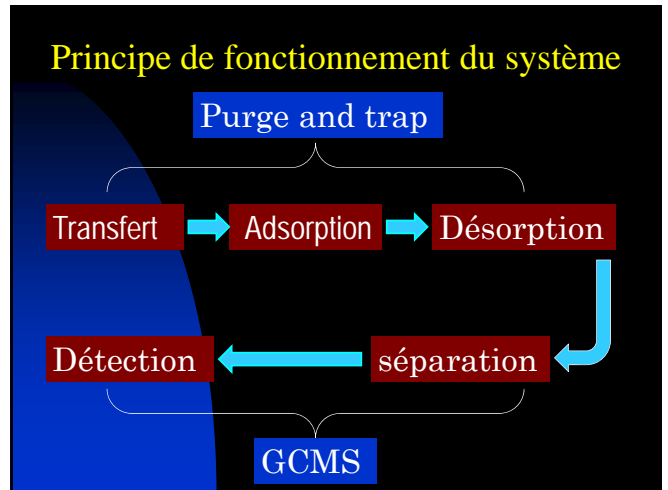 Principe de fonctionnement du système
Purge and trap
Transfert
Adsorption
Désorption
Détection
séparation
GCMS